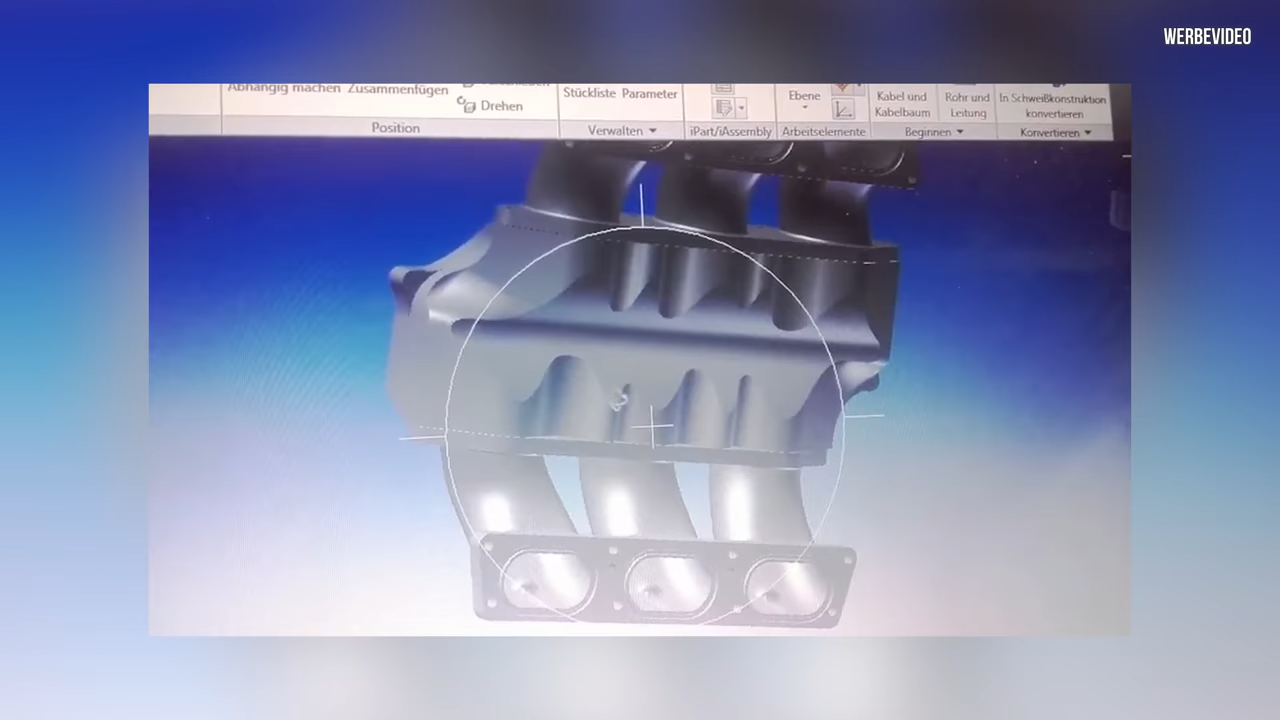 WERBEVIDEO
Abhängig machen Zusammenfügen
Drehen
Position
Stückliste Parameter
Verwalten
iPart/iAssembly
Ebene
Arbeitselemente
Kabel und
Kabelbaum
Rohr und
Leitung
Beginnen
In Schweißkonstruktion
konvertieren
Konvertieren